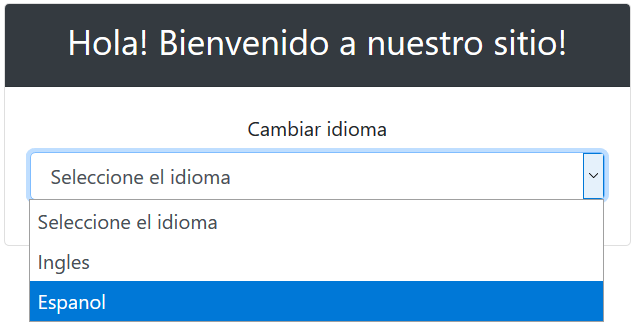 Hola! Bienvenido a nuestro sitio!
Cambiar idioma
Seleccione el idioma
Seleccione el idioma
Ingles
Espanol